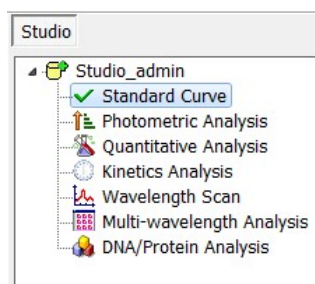 Studio
Studio_admin
Standard Curve
Photometric Analysis
Quantitative Analysis
Kinetics Analysis
Wavelength Scan
Multi-wavelength Analysis
DNA/Protein Analysis